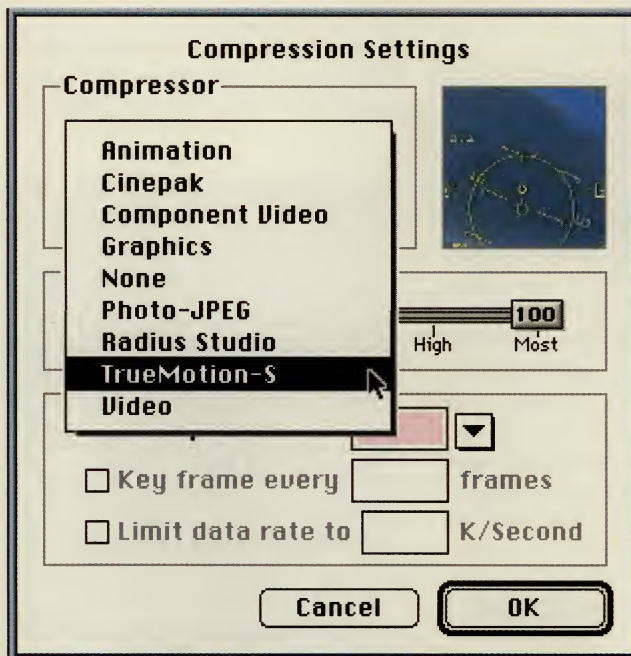 Compression Settings
Compressor
Animation
Cinepak
Component Video
Graphics
None
Photo-JPEG
Radius Studio
TrueMotion-S
Video
100
High Most
Key frame every frames
Limit data rate to K/Second
Cancel OK